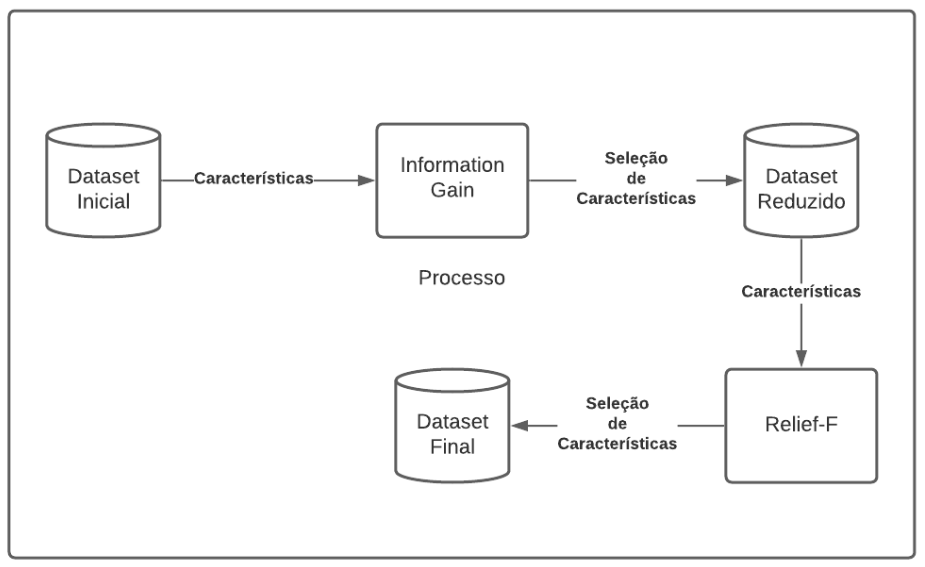 Dataset
Inicial
Características
Information
Gain
Seleção
de
Características
Dataset
Reduzido
Processo
Características
Relief-F
Seleção
de
Características
Dataset
Final